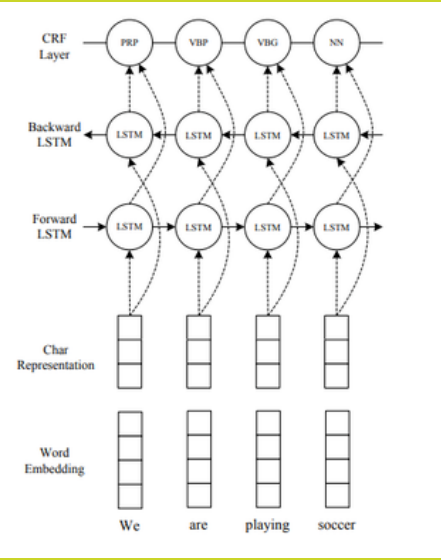 CRF
Layer
PRP VBP VBG NN
Backward
LSTM
LSTM LSTM LSTM LSTM
Forward
LSTM
LSTM LSTM LSTM LSTM
Char
Representation
Word
Embedding
We are playing soccer